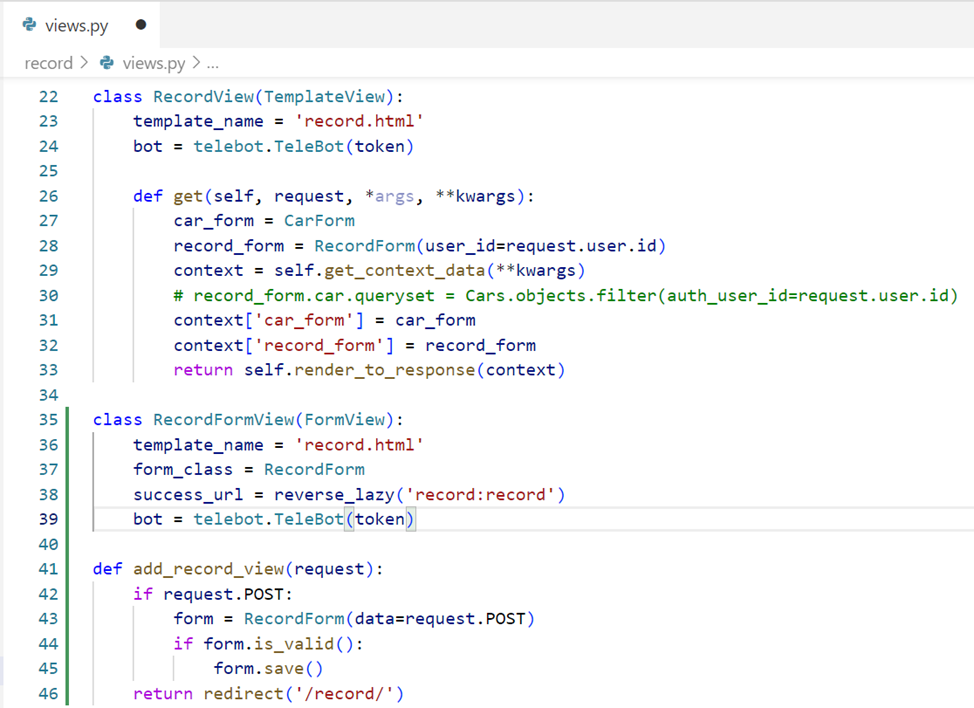 views.py
record > views.py > ...
22 class RecordView(TemplateView):
23     template_name = 'record.html'
24     bot = telebot.TeleBot(token)
25
26     def get(self, request, *args, **kwargs):
27         car_form = CarForm
28         record_form = RecordForm(user_id=request.user.id)
29         context = self.get_context_data(**kwargs)
30         # record_form.car.queryset = Cars.objects.filter(auth_user_id=request.user.id)
31         context['car_form'] = car_form
32         context['record_form'] = record_form
33         return self.render_to_response(context)
34
35 class RecordFormView(FormView):
36     template_name = 'record.html'
37     form_class = RecordForm
38     success_url = reverse_lazy('record:record')
39     bot = telebot.TeleBot(token)
40
41 def add_record_view(request):
42     if request.POST:
43         form = RecordForm(data=request.POST)
44         if form.is_valid():
45             form.save()
46     return redirect('/record/')